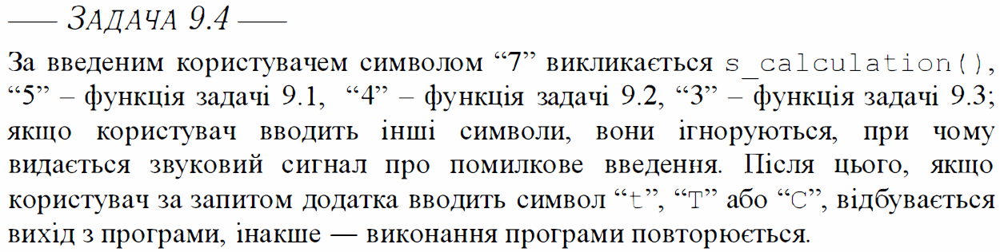 —— ЗАДАЧА 9.4 ——
За введеним користувачем символом “7” викликається s_calculation(),
“5” – функція задачі 9.1, “4” – функція задачі 9.2, “3” – функція задачі 9.3;
якщо користувач вводить інші символи, вони ігноруються, при чому
видається звуковий сигнал про помилкове введення. Після цього, якщо
користувач за запитом додатка вводить символ “t”, “T” або “C”, відбувається
вихід з програми, інакше — виконання програми повторюється.